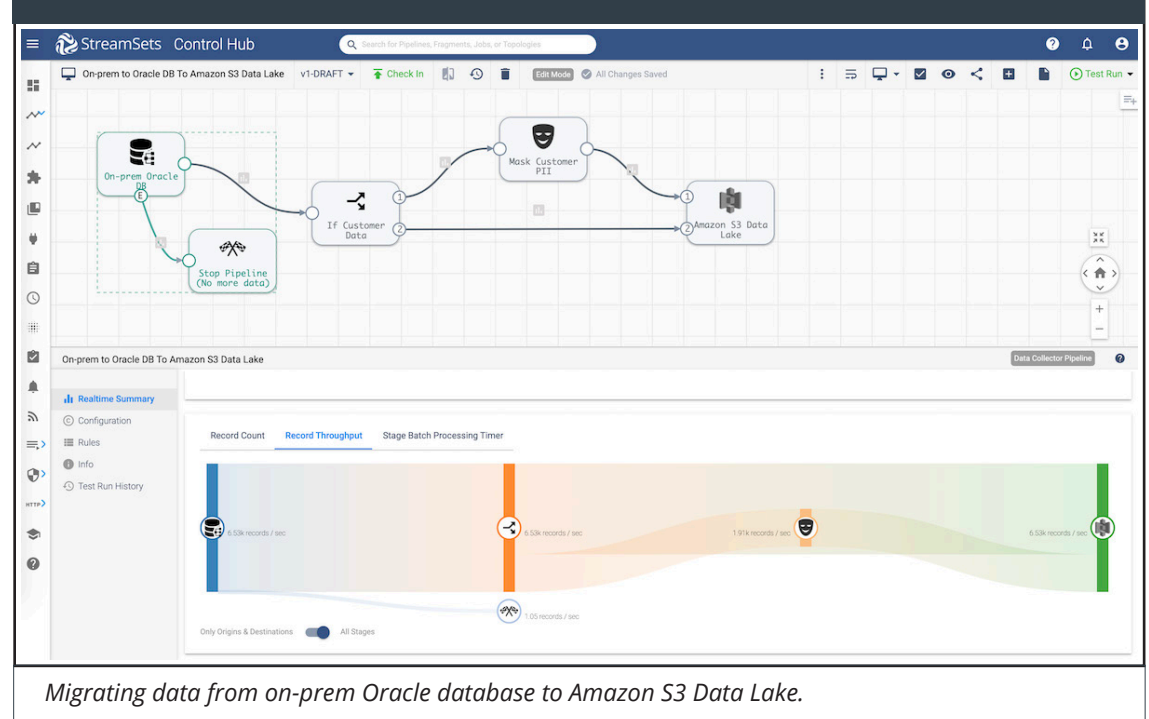 StreamSets Control Hub
Search for Pipelines, Fragments, Jobs, or Topologies
On-prem to Oracle DB To Amazon S3 Data Lake v1-DRAFT Check In Edit Mode All Changes Saved Test Run
On-prem Oracle
DB
E
Stop Pipeline
(No more data)
If Customer
Data
1
2
Mask Customer
PII
1
2
Amazon S3 Data
Lake
On-prem to Oracle DB To Amazon S3 Data Lake Data Collector Pipeline
Realtime Summary
Configuration
Rules
Info
Test Run History
HTTP
Record Count Record Throughput Stage Batch Processing Timer
6.53k records / sec 6.53k records / sec 1.91k records / sec 6.53k records / sec
1.05 records / sec
Only Origins & Destinations All Stages
Migrating data from on-prem Oracle database to Amazon S3 Data Lake.